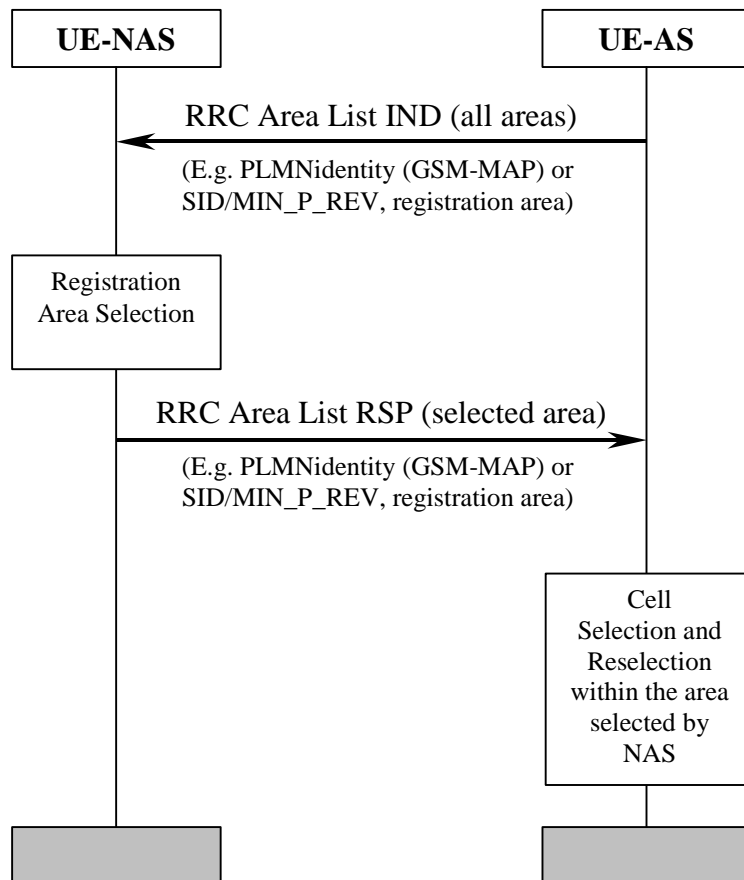 UE-NAS
UE-AS
RRC Area List IND (all areas)
(E.g. PLMNidentity (GSM-MAP) or
SID/MIN_P_REV, registration area)
Registration
Area Selection
RRC Area List RSP (selected area)
(E.g. PLMNidentity (GSM-MAP) or
SID/MIN_P_REV, registration area)
Cell
Selection and
Reselection
within the area
selected by
NAS